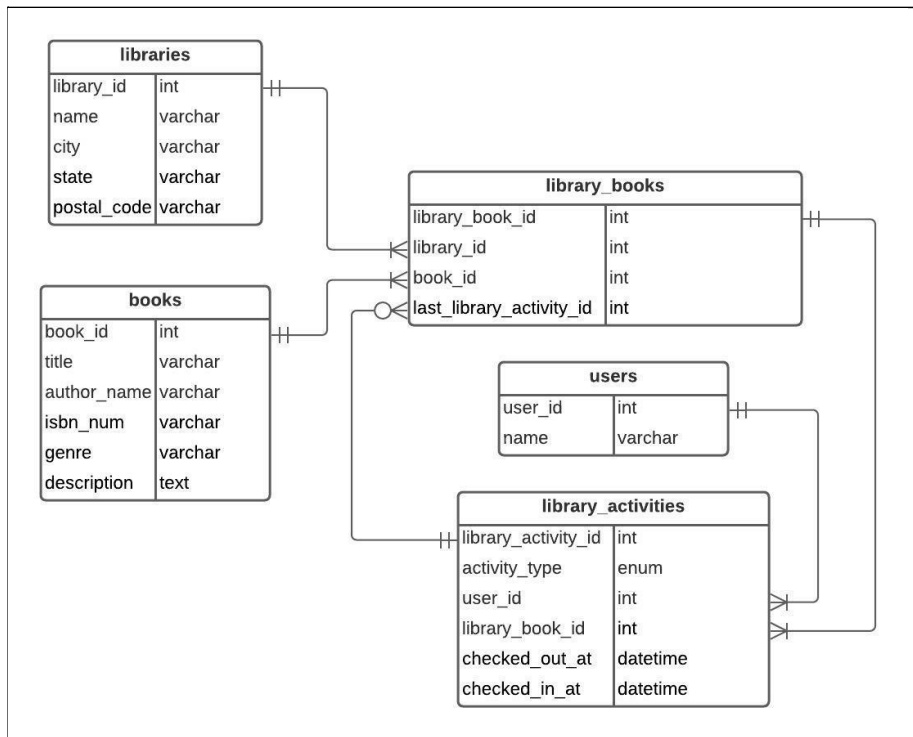 libraries
library_id int
name varchar
city varchar
state varchar
postal_code varchar
library_books
library_book_id int
library_id int
book_id int
last_library_activity_id int
books
book_id int
title varchar
author_name varchar
isbn_num varchar
genre varchar
description text
users
user_id int
name varchar
library_activities
library_activity_id int
activity_type enum
user_id int
library_book_id int
checked_out_at datetime
checked_in_at datetime